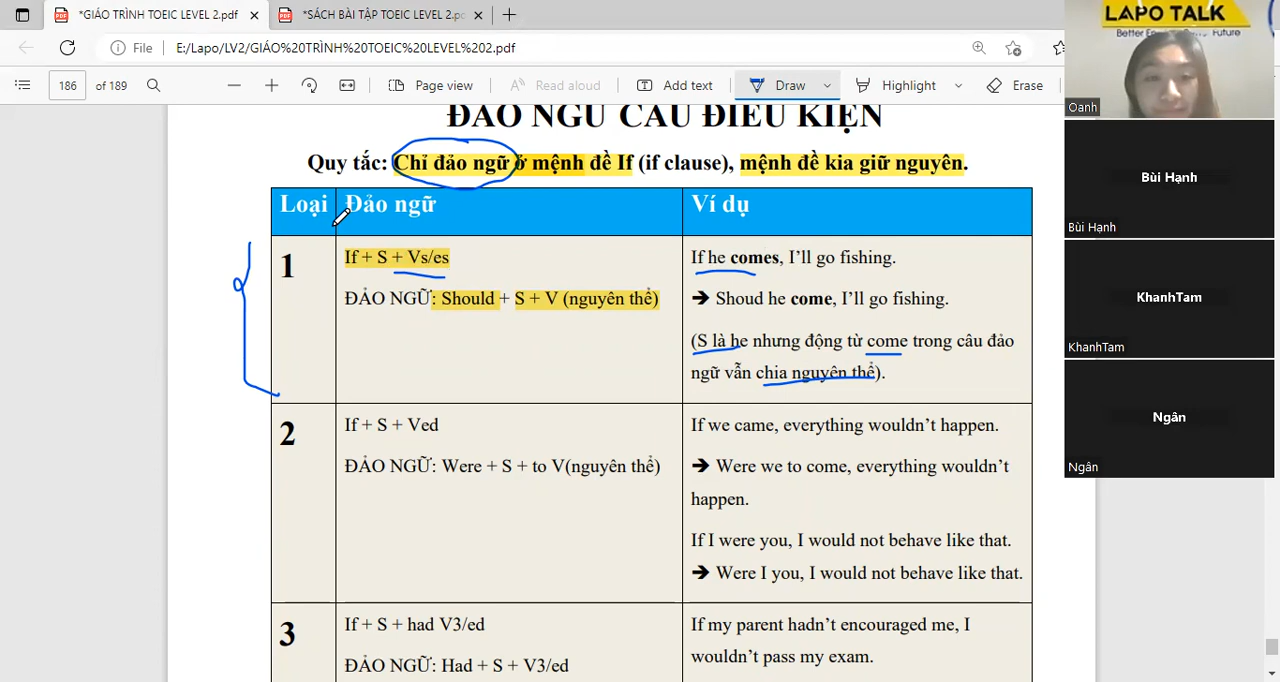 *GIÁO TRÌNH TOEIC LEVEL 2.pdf
*SÁCH BÀI TẬP TOEIC LEVEL 2.pc
File
E:/Lapo/LV2/GIÁO%20TRÌNH%20TOEIC%20LEVEL%202.pdf
186 of 189
Page view
Read aloud
Add text
Draw
Highlight
Erase
LAPO TALK
Oanh
Bùi Hạnh
Bùi Hạnh
KhanhTam
KhanhTam
Ngân
Ngân
ĐẢO NGỮ CÂU ĐIỀU KIỆN
Quy tắc: Chỉ đảo ngữ ở mệnh đề If (if clause), mệnh đề kia giữ nguyên.
Loại Đảo ngữ Ví dụ
1
If + S + Vs/es
ĐẢO NGỮ: Should + S + V (nguyên thể)
If he comes, I'll go fishing.
➔ Shoud he come, I'll go fishing.
(S là he nhưng động từ come trong câu đảo
ngữ vẫn chia nguyên thể).
2
If + S + Ved
ĐẢO NGỮ: Were + S + to V(nguyên thể)
If we came, everything wouldn't happen.
➔ Were we to come, everything wouldn't
happen.
If I were you, I would not behave like that.
➔ Were I you, I would not behave like that.
3
If + S + had V3/ed
ĐẢO NGỮ: Had + S + V3/ed
If my parent hadn't encouraged me, I
wouldn't pass my exam.